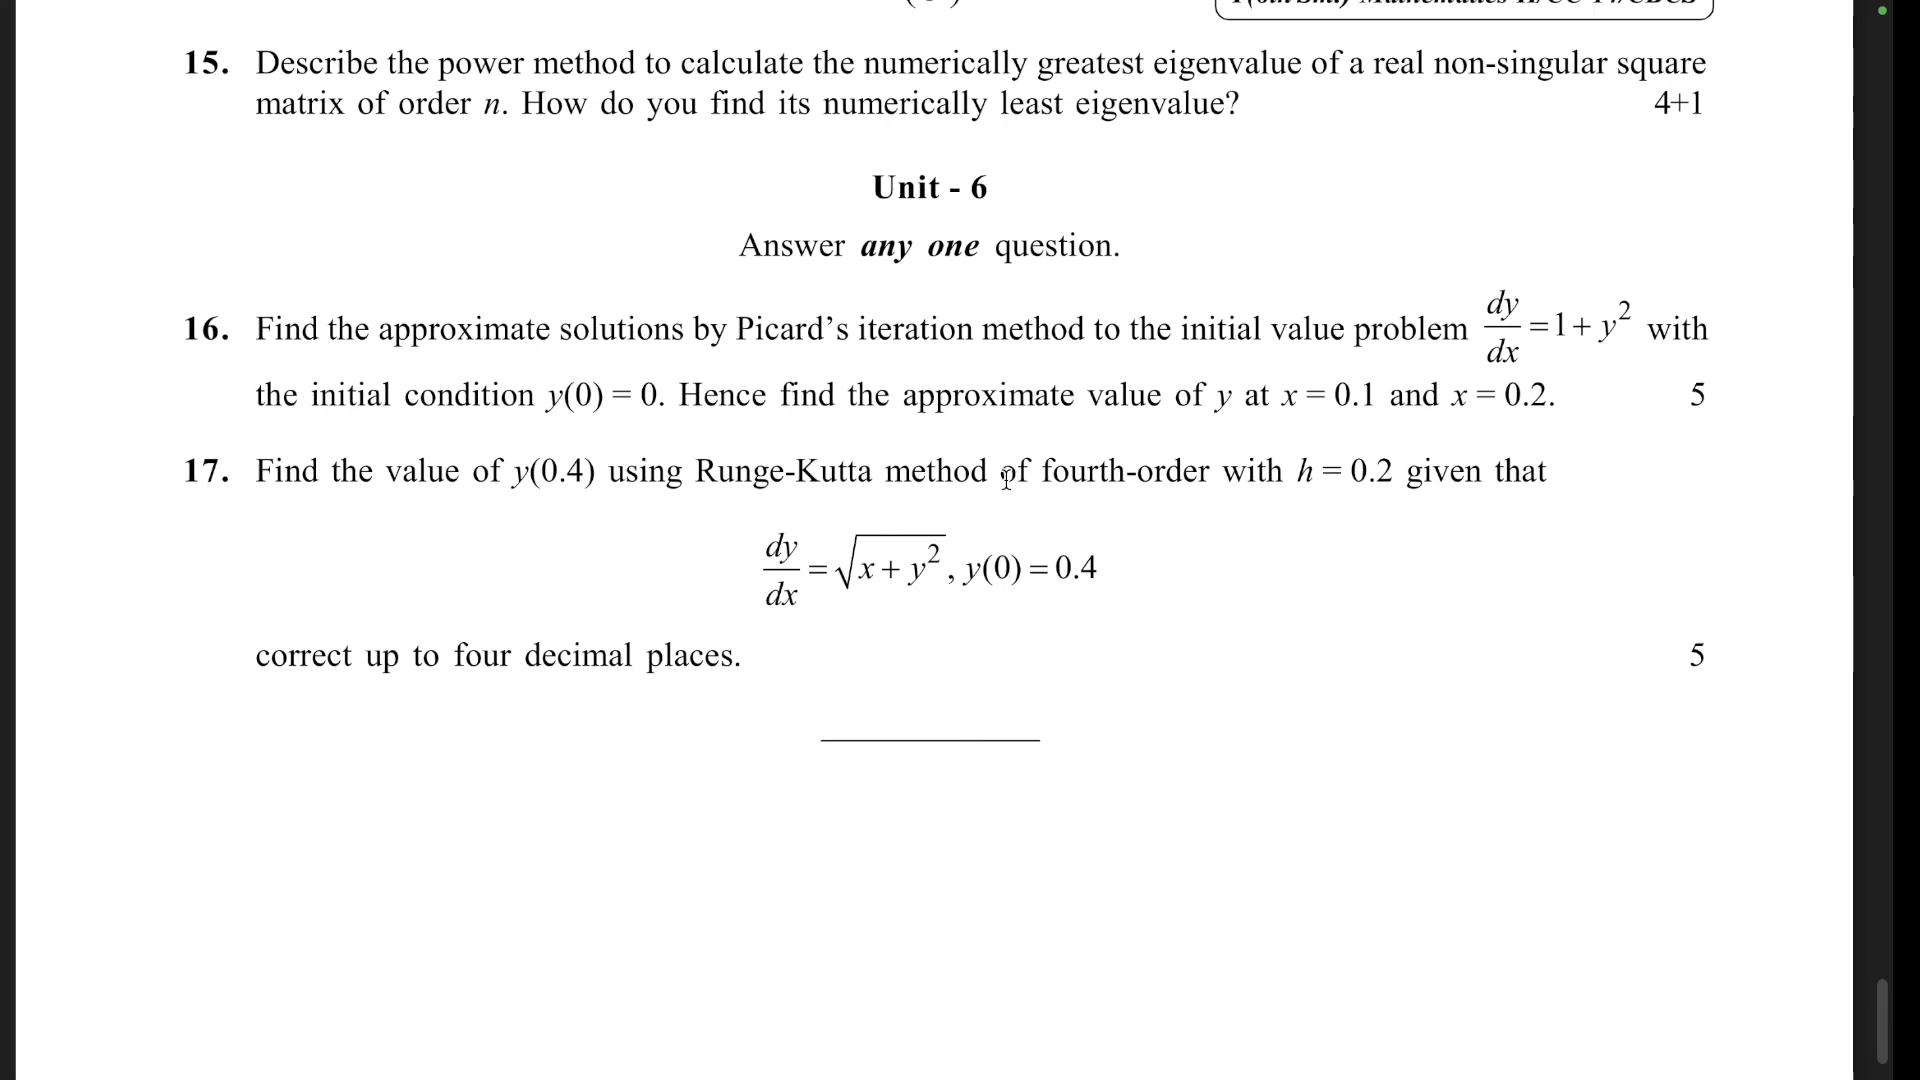 15. Describe the power method to calculate the numerically greatest eigenvalue of a real non-singular square
matrix of order n. How do you find its numerically least eigenvalue? 4+1
Unit - 6
Answer any one question.
16. Find the approximate solutions by Picard’s iteration method to the initial value problem dy/dx = 1 + y² with
the initial condition y(0) = 0. Hence find the approximate value of y at x = 0.1 and x = 0.2. 5
17. Find the value of y(0.4) using Runge-Kutta method of fourth-order with h = 0.2 given that
dy/dx = √(x + y²), y(0) = 0.4
correct up to four decimal places. 5